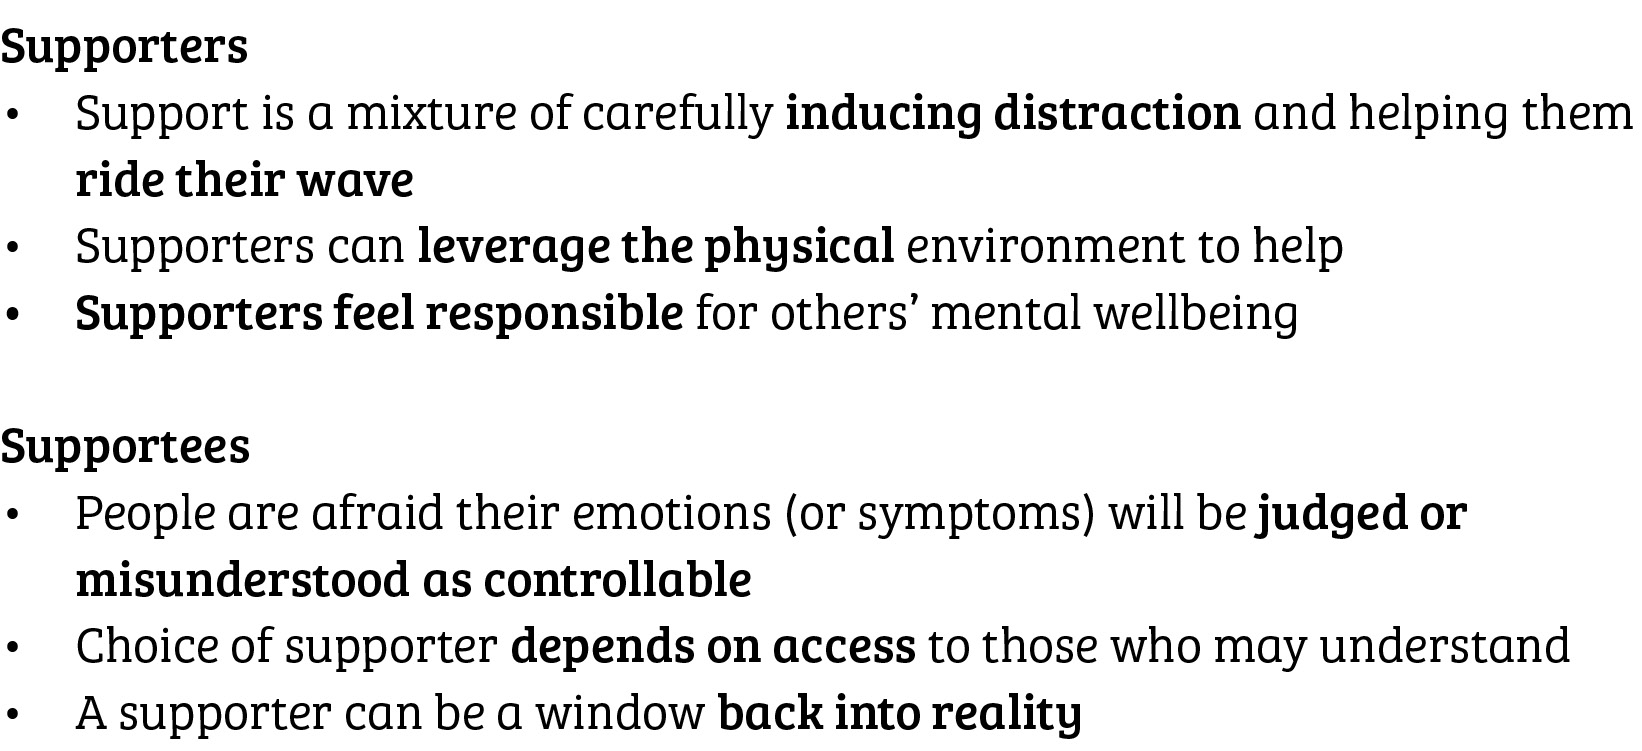 Supporters
• Support is a mixture of carefully inducing distraction and helping them
ride their wave
• Supporters can leverage the physical environment to help
• Supporters feel responsible for others’ mental wellbeing
Supportees
• People are afraid their emotions (or symptoms) will be judged or
misunderstood as controllable
• Choice of supporter depends on access to those who may understand
• A supporter can be a window back into reality